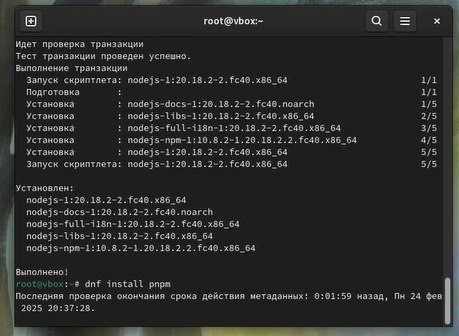 root@vbox:~
Идет проверка транзакции
Тест транзакции проведен успешно.
Выполнение транзакции
Запуск скриптлета: nodejs-1:20.18.2-2.fc40.x86_64 1/1
Подготовка : 1/1
Установка : nodejs-docs-1:20.18.2-2.fc40.noarch 1/5
Установка : nodejs-libs-1:20.18.2-2.fc40.x86_64 2/5
Установка : nodejs-full-i18n-1:20.18.2-2.fc40.x86_64 3/5
Установка : nodejs-npm-1:10.8.2-1.20.18.2.2.fc40.x86_64 4/5
Установка : nodejs-1:20.18.2-2.fc40.x86_64 5/5
Запуск скриптлета: nodejs-1:20.18.2-2.fc40.x86_64 5/5
Установлен:
nodejs-1:20.18.2-2.fc40.x86_64
nodejs-docs-1:20.18.2-2.fc40.noarch
nodejs-full-i18n-1:20.18.2-2.fc40.x86_64
nodejs-libs-1:20.18.2-2.fc40.x86_64
nodejs-npm-1:10.8.2-1.20.18.2.2.fc40.x86_64
Выполнено!
root@vbox:~# dnf install pnpm
Последняя проверка окончания срока действия метаданных: 0:01:59 назад, Пн 24 фев
2025 20:37:28.